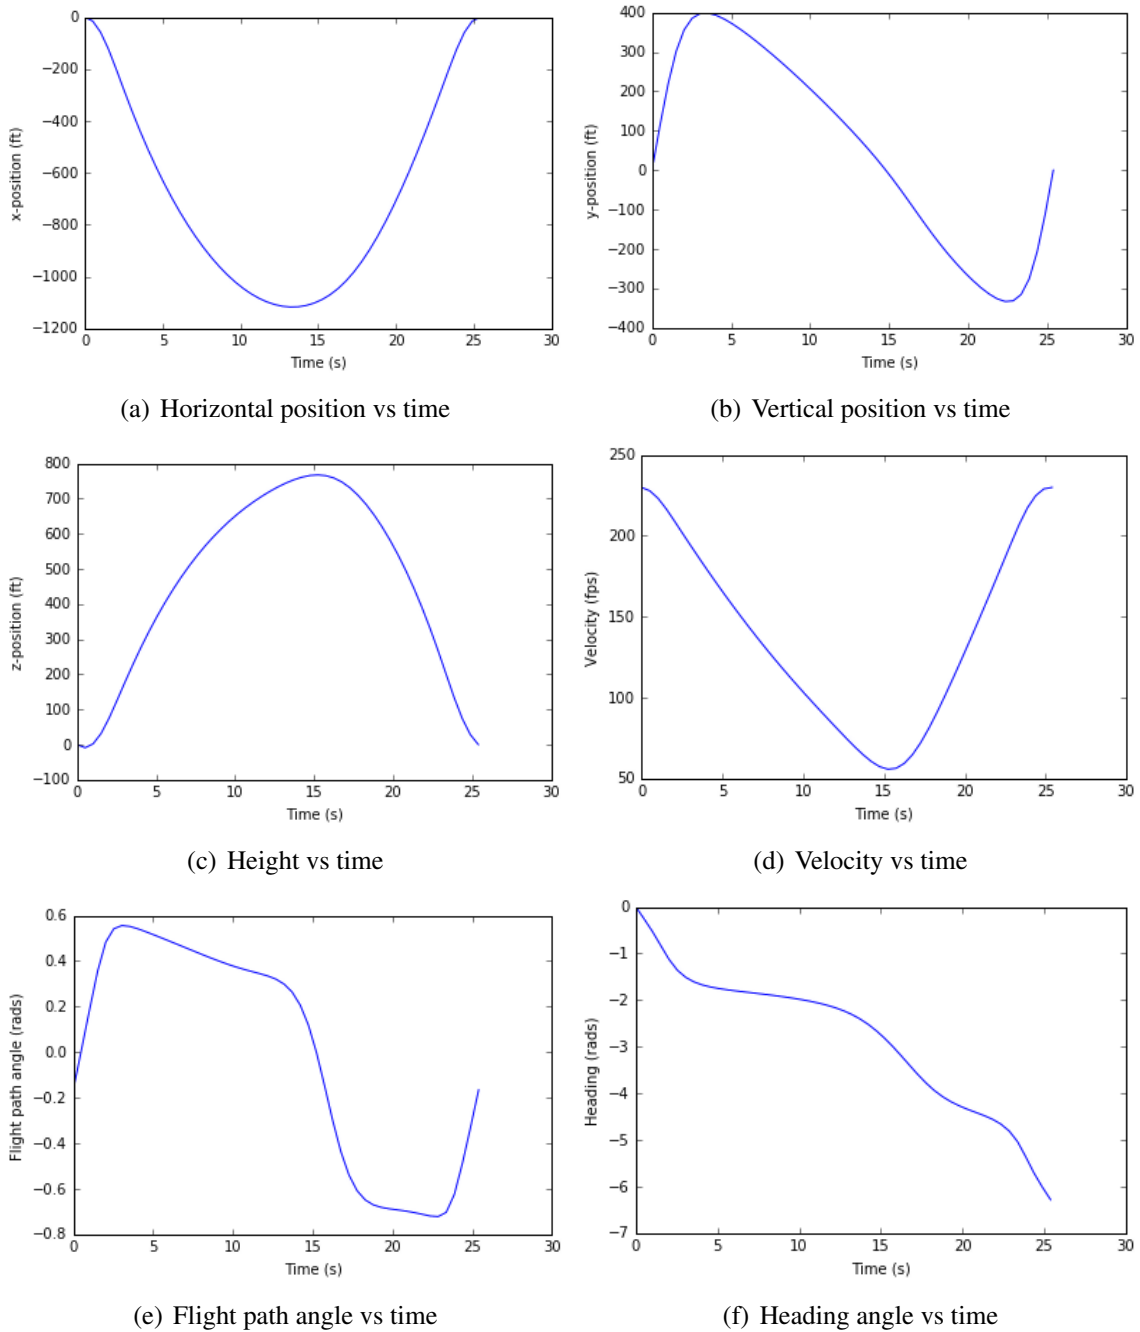 0
−200
−400
−600
−800
−1000
−1200
x-position (ft)
0 5 10 15 20 25 30
Time (s)
(a) Horizontal position vs time
400
300
200
100
0
−100
−200
−300
−400
y-position (ft)
0 5 10 15 20 25 30
Time (s)
(b) Vertical position vs time
800
700
600
500
400
300
200
100
0
−100
z-position (ft)
0 5 10 15 20 25 30
Time (s)
(c) Height vs time
250
200
150
100
50
Velocity (fps)
0 5 10 15 20 25 30
Time (s)
(d) Velocity vs time
0.6
0.4
0.2
0.0
−0.2
−0.4
−0.6
−0.8
Flight path angle (rads)
0 5 10 15 20 25 30
Time (s)
(e) Flight path angle vs time
0
−1
−2
−3
−4
−5
−6
−7
Heading (rads)
0 5 10 15 20 25 30
Time (s)
(f) Heading angle vs time